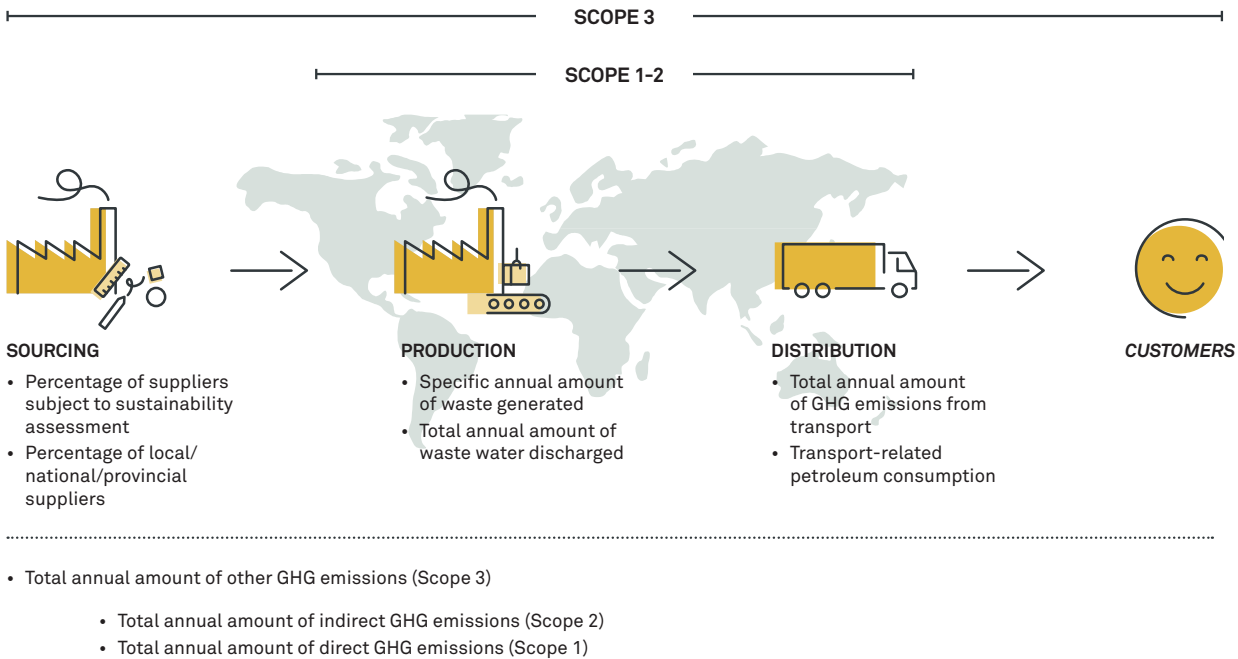 SCOPE 3
SCOPE 1-2
SOURCING
• Percentage of suppliers
subject to sustainability
assessment
• Percentage of local/
national/provincial
suppliers
PRODUCTION
• Specific annual amount
of waste generated
• Total annual amount of
waste water discharged
DISTRIBUTION
• Total annual amount
of GHG emissions from
transport
• Transport-related
petroleum consumption
CUSTOMERS
• Total annual amount of other GHG emissions (Scope 3)
• Total annual amount of indirect GHG emissions (Scope 2)
• Total annual amount of direct GHG emissions (Scope 1)